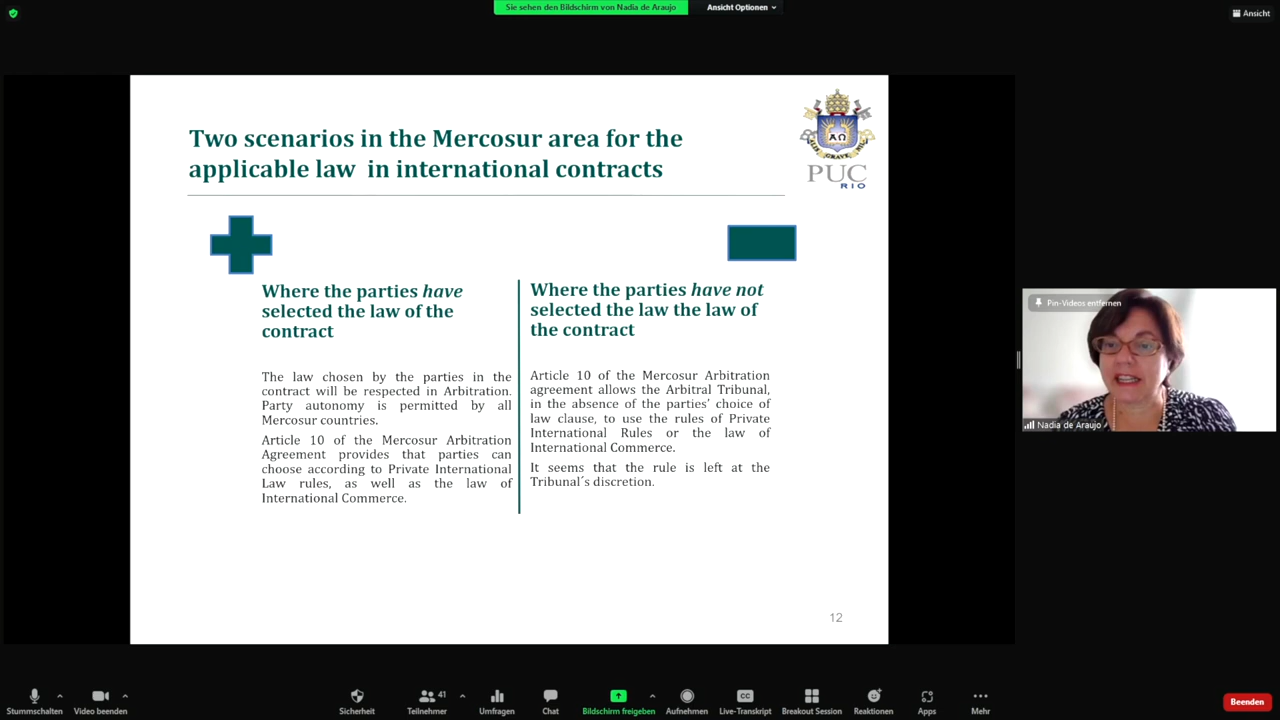 Sie sehen den Bildschirm von Nadia de Araujo
Ansicht Optionen
Ansicht
Two scenarios in the Mercosur area for the
applicable law in international contracts
ΑΩ
PUC
RIO
Where the parties have
selected the law of the
contract
The law chosen by the parties in the
contract will be respected in Arbitration.
Party autonomy is permitted by all
Mercosur countries.
Article 10 of the Mercosur Arbitration
Agreement provides that parties can
choose according to Private International
Law rules, as well as the law of
International Commerce.
Where the parties have not
selected the law the law of
the contract
Article 10 of the Mercosur Arbitration
agreement allows the Arbitral Tribunal,
in the absence of the parties’ choice of
law clause, to use the rules of Private
International Rules or the law of
International Commerce.
It seems that the rule is left at the
Tribunal´s discretion.
12
Pin-Videos entfernen
Nadia de Araujo
Stummschalten
Video beenden
Sicherheit
41
Teilnehmer
Umfragen
Chat
Bildschirm freigeben
Aufnehmen
CC
Live-Transkript
Breakout Session
Reaktionen
Apps
Mehr
Beenden